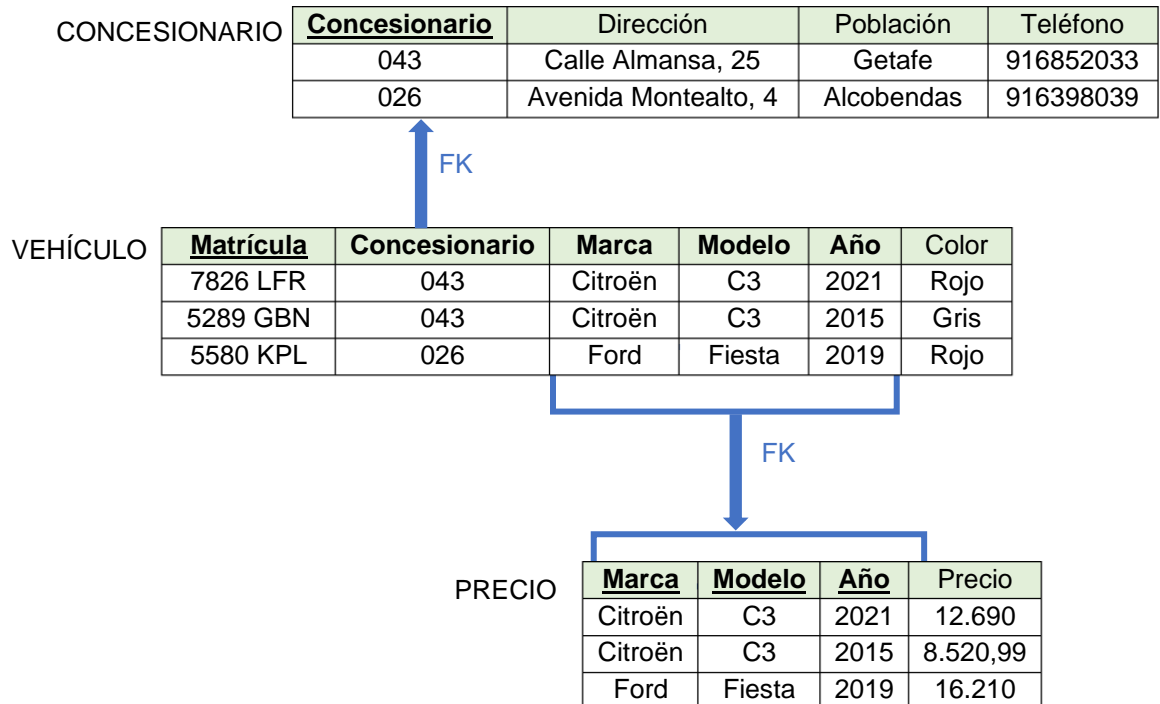 CONCESIONARIO Concesionario Dirección Población Teléfono
043 Calle Almansa, 25 Getafe 916852033
026 Avenida Montealto, 4 Alcobendas 916398039
FK
VEHÍCULO Matrícula Concesionario Marca Modelo Año Color
7826 LFR 043 Citroën C3 2021 Rojo
5289 GBN 043 Citroën C3 2015 Gris
5580 KPL 026 Ford Fiesta 2019 Rojo
FK
PRECIO Marca Modelo Año Precio
Citroën C3 2021 12.690
Citroën C3 2015 8.520,99
Ford Fiesta 2019 16.210